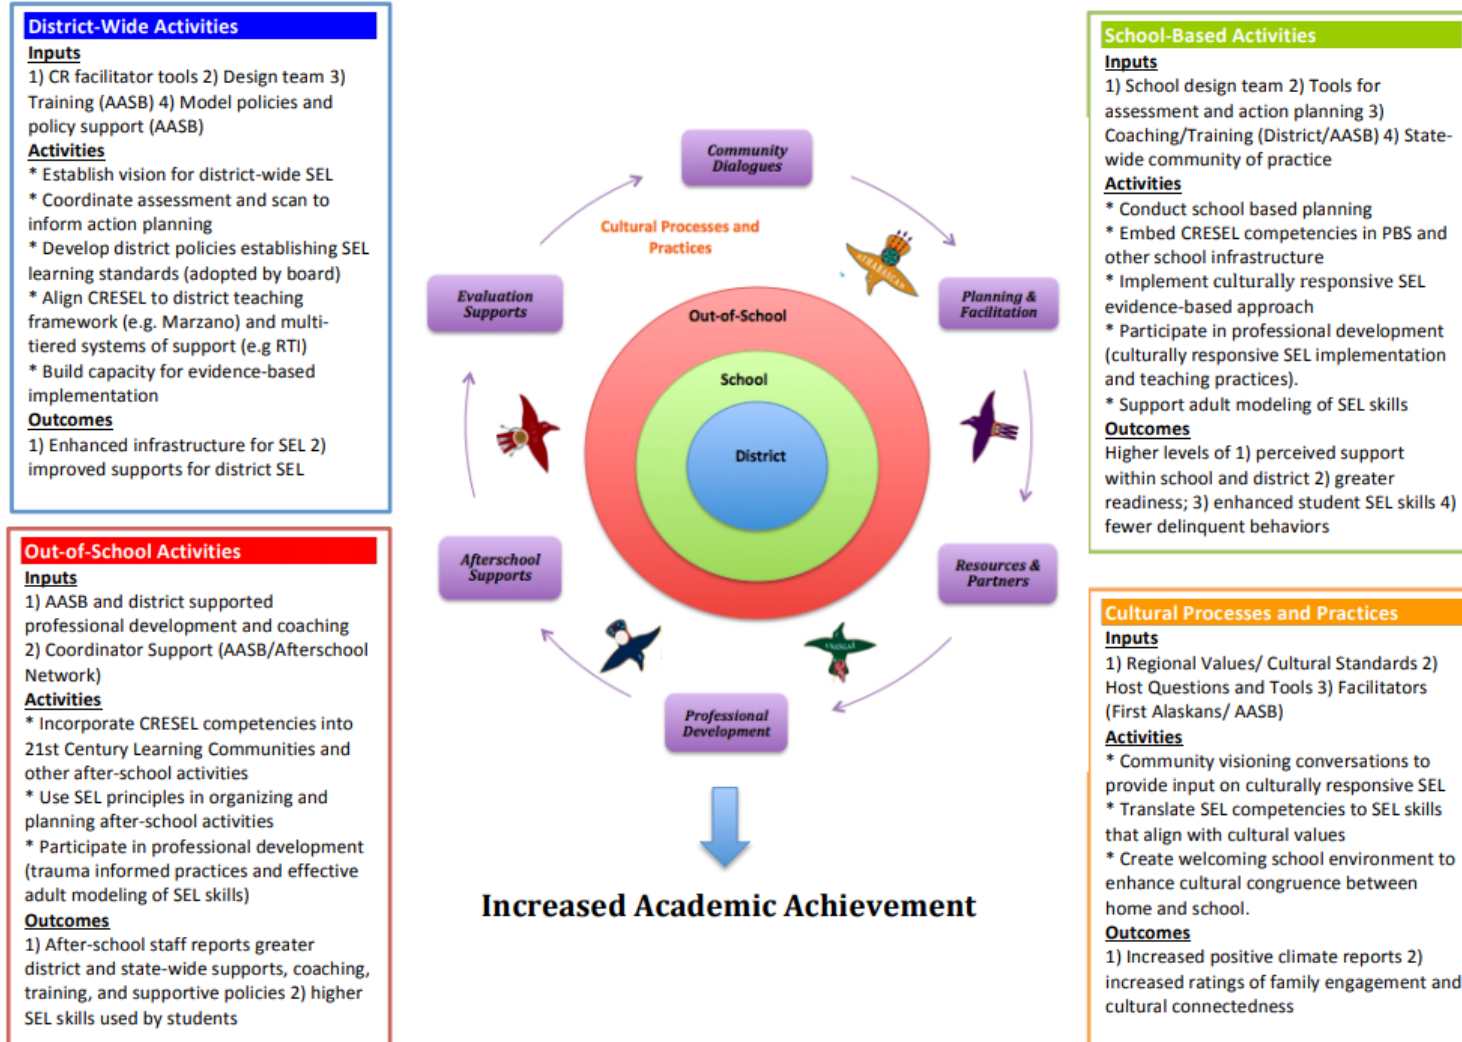 District-Wide Activities
Inputs
1) CR facilitator tools 2) Design team 3)
Training (AASB) 4) Model policies and
policy support (AASB)
Activities
* Establish vision for district-wide SEL
* Coordinate assessment and scan to
inform action planning
* Develop district policies establishing SEL
learning standards (adopted by board)
* Align CRESEL to district teaching
framework (e.g. Marzano) and multi-
tiered systems of support (e.g RTI)
* Build capacity for evidence-based
implementation
Outcomes
1) Enhanced infrastructure for SEL 2)
improved supports for district SEL
Out-of-School Activities
Inputs
1) AASB and district supported
professional development and coaching
2) Coordinator Support (AASB/Afterschool
Network)
Activities
* Incorporate CRESEL competencies into
21st Century Learning Communities and
other after-school activities
* Use SEL principles in organizing and
planning after-school activities
* Participate in professional development
(trauma informed practices and effective
adult modeling of SEL skills)
Outcomes
1) After-school staff reports greater
district and state-wide supports, coaching,
training, and supportive policies 2) higher
SEL skills used by students
Community
Dialogues
Cultural Processes and
Practices
ATHABASCAN
Evaluation
Supports
Planning &
Facilitation
Out-of-School
School
District
Afterschool
Supports
Resources &
Partners
UNANGAX
Professional
Development
Increased Academic Achievement
School-Based Activities
Inputs
1) School design team 2) Tools for
assessment and action planning 3)
Coaching/Training (District/AASB) 4) State-
wide community of practice
Activities
* Conduct school based planning
* Embed CRESEL competencies in PBS and
other school infrastructure
* Implement culturally responsive SEL
evidence-based approach
* Participate in professional development
(culturally responsive SEL implementation
and teaching practices).
* Support adult modeling of SEL skills
Outcomes
Higher levels of 1) perceived support
within school and district 2) greater
readiness; 3) enhanced student SEL skills 4)
fewer delinquent behaviors
Cultural Processes and Practices
Inputs
1) Regional Values/ Cultural Standards 2)
Host Questions and Tools 3) Facilitators
(First Alaskans/ AASB)
Activities
* Community visioning conversations to
provide input on culturally responsive SEL
* Translate SEL competencies to SEL skills
that align with cultural values
* Create welcoming school environment to
enhance cultural congruence between
home and school.
Outcomes
1) Increased positive climate reports 2)
increased ratings of family engagement and
cultural connectedness